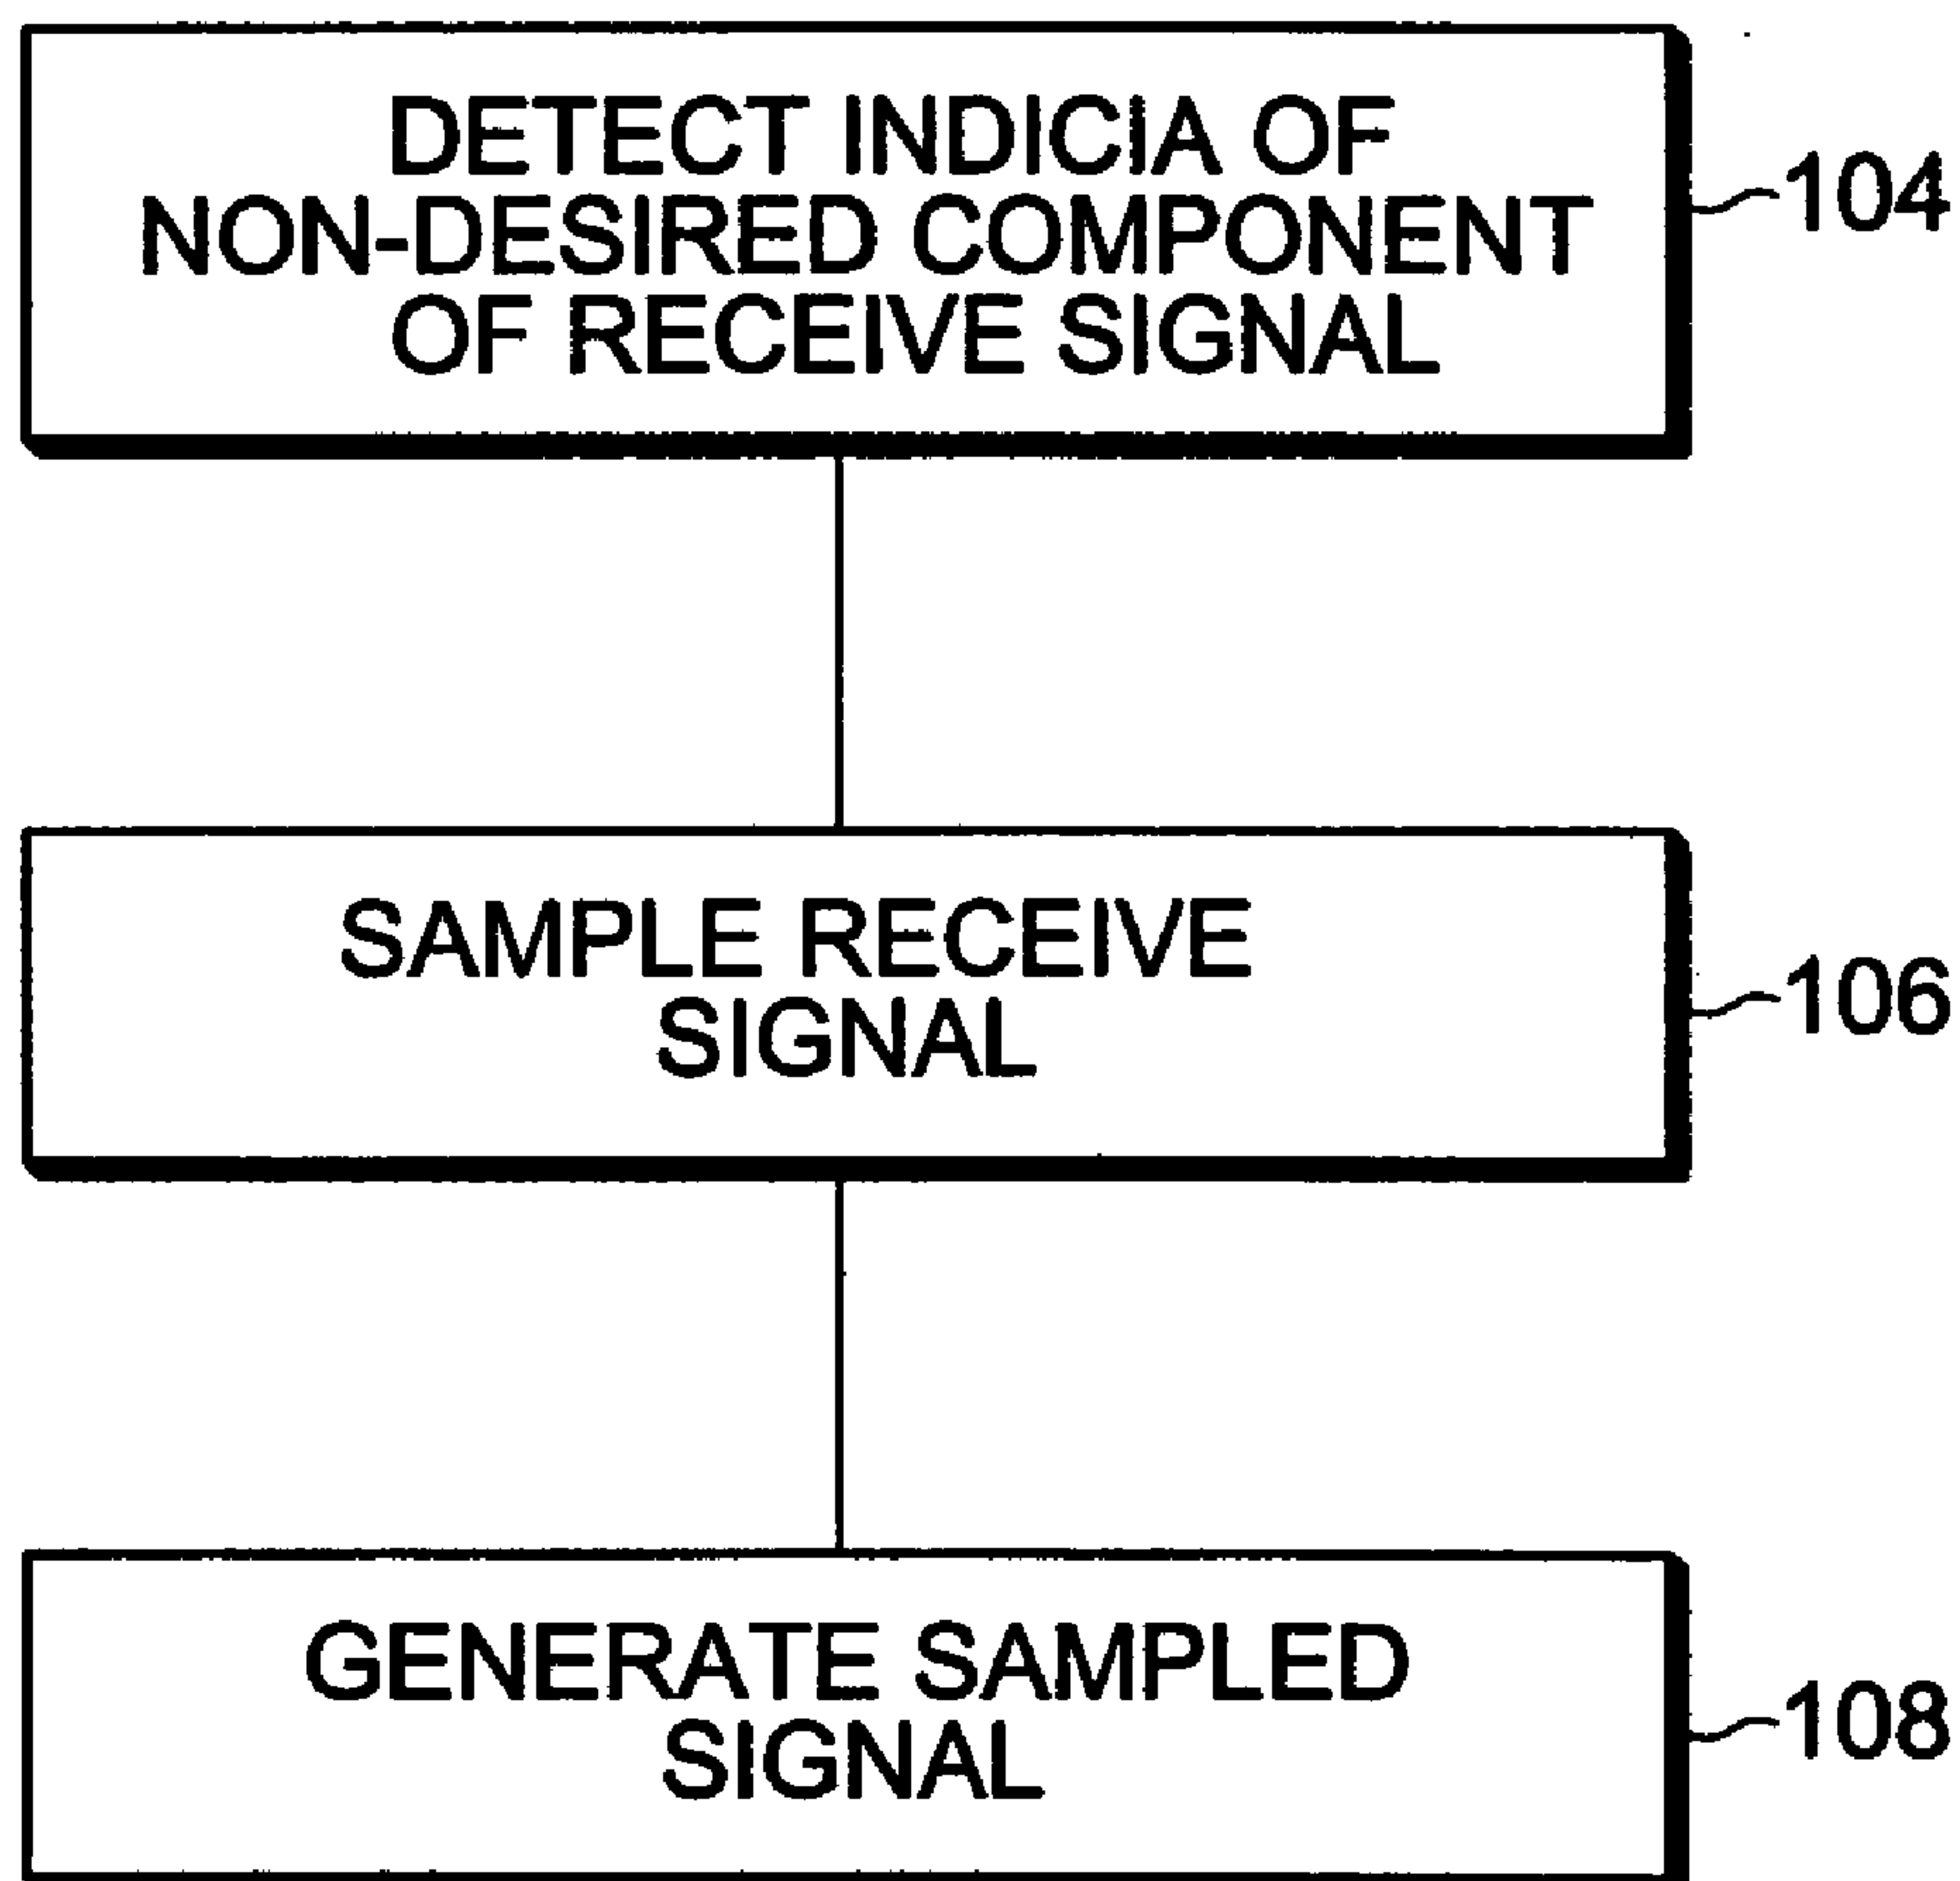 DETECT INDICIA OF
NON-DESIRED COMPONENT
OF RECEIVE SIGNAL
104
SAMPLE RECEIVE
SIGNAL
106
GENERATE SAMPLED
SIGNAL
108